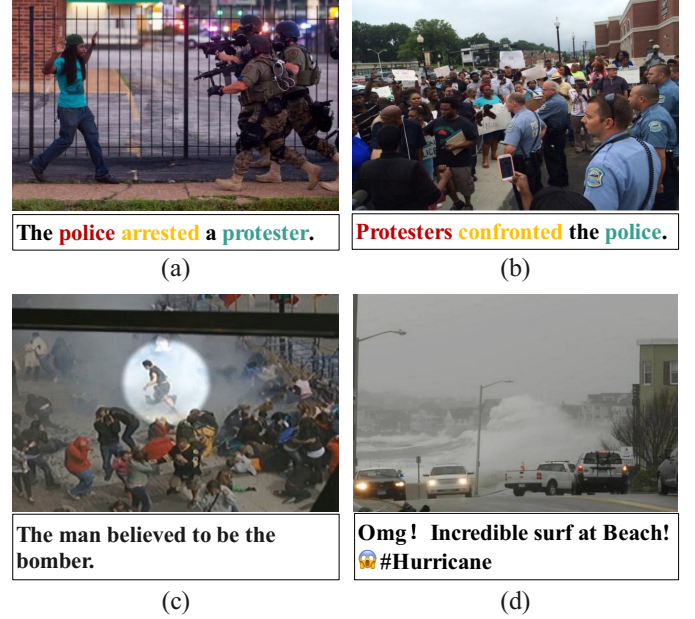 The police arrested a protester.
Protesters confronted the police.
(a)
(b)
The man believed to be the
bomber.
Omg! Incredible surf at Beach!
😱#Hurricane
(c)
(d)